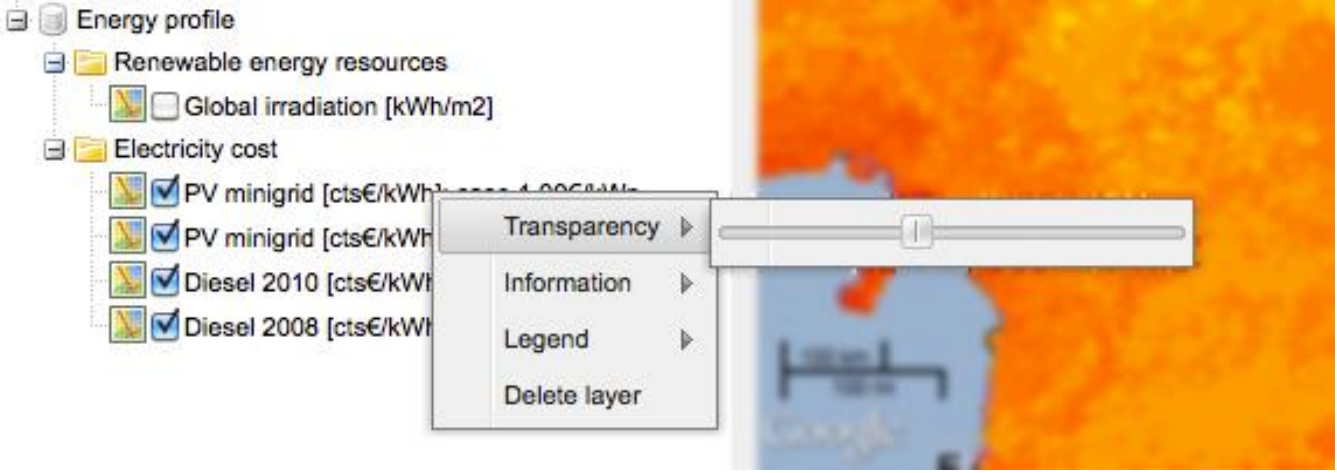 Energy profile
Renewable energy resources
Global irradiation [kWh/m2]
Electricity cost
PV minigrid [cts€/kWh]:
PV minigrid [cts€/kWh
Diesel 2010 [cts€/kWh
Diesel 2008 [cts€/kWh
Transparency
Information
Legend
Delete layer
Google